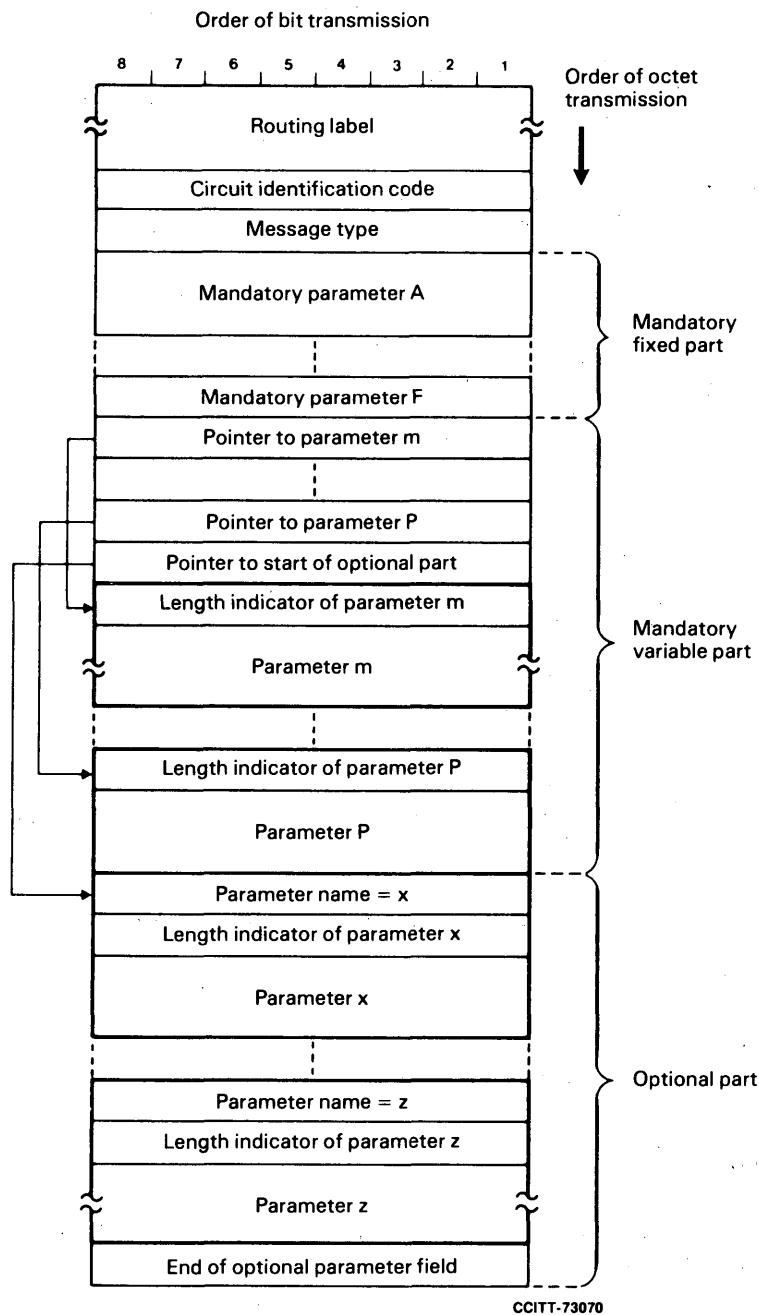 Order of bit transmission
8 7 6 5 4 3 2 1
Order of octet
transmission
Routing label
Circuit identification code
Message type
Mandatory parameter A
Mandatory
fixed part
Mandatory parameter F
Pointer to parameter m
Pointer to parameter P
Pointer to start of optional part
Length indicator of parameter m
Mandatory
variable part
Parameter m
Length indicator of parameter P
Parameter P
Parameter name = x
Length indicator of parameter x
Parameter x
Optional part
Parameter name = z
Length indicator of parameter z
Parameter z
End of optional parameter field
CCITT-73070